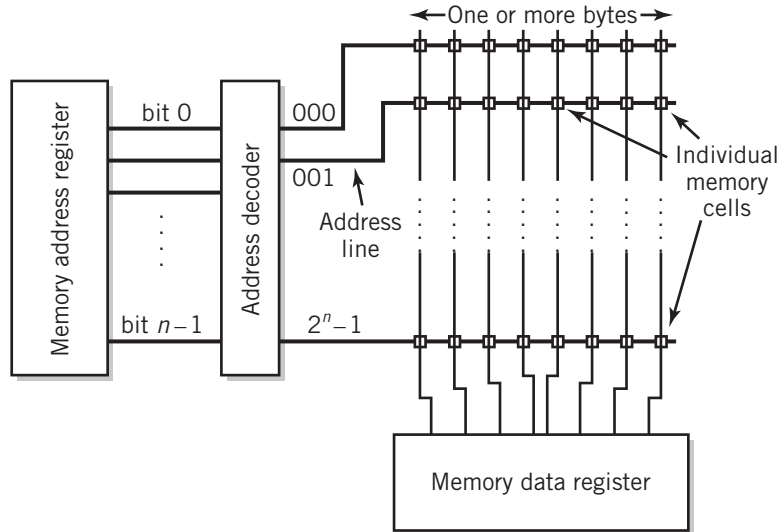 One or more bytes
Memory address register
bit 0
bit n – 1
Address decoder
000
001
Address
line
2ⁿ – 1
Individual
memory
cells
Memory data register